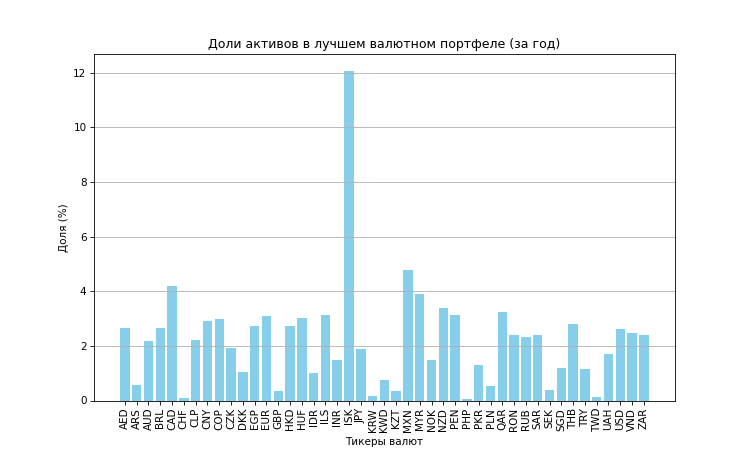 Доли активов в лучшем валютном портфеле (за год)
Доля (%)
12
10
8
6
4
2
0
AED ARS AUD BRL CAD CHF CLP CNY COP CZK DKK EGP EUR GBP HKD HUF IDR ILS INR ISK JPY KRW KWD KZT MXN MYR NOK NZD PEN PHP PKR PLN QAR RON RUB SAR SEK SGD THB TRY TWD UAH USD VND ZAR
Тикеры валют